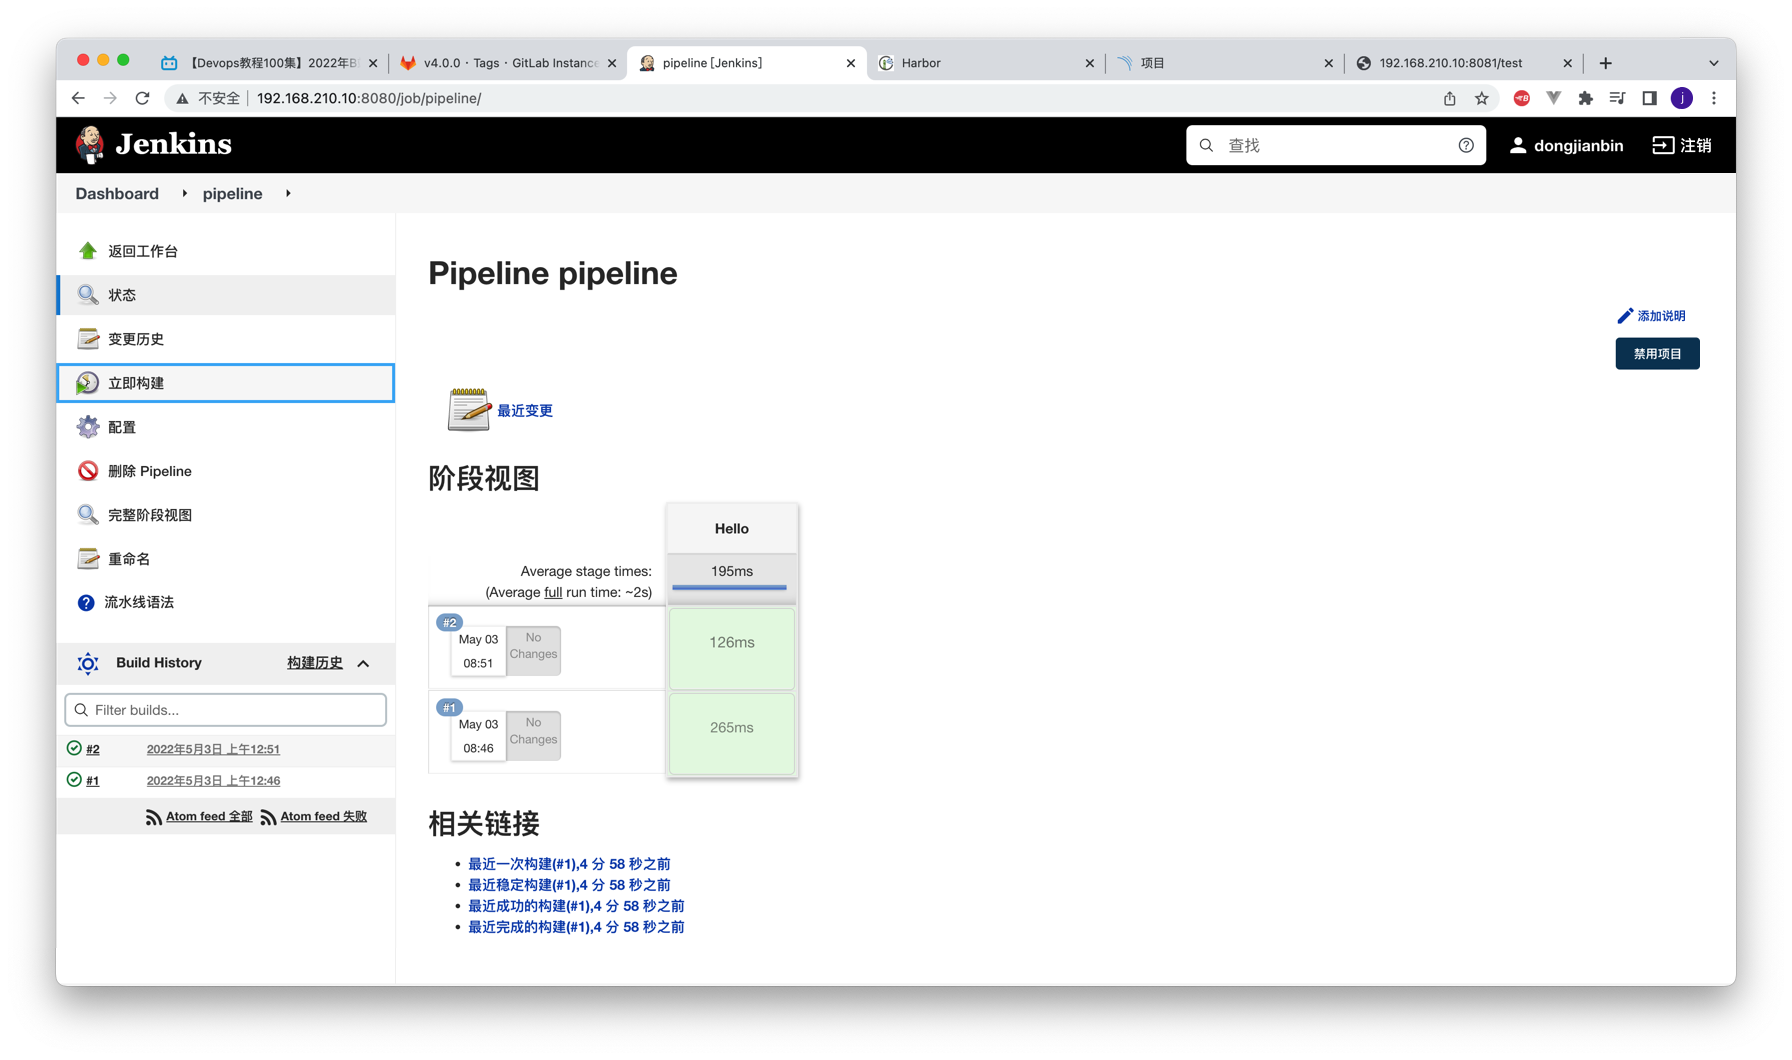 【Devops教程100集】2022年B
v4.0.0 · Tags · GitLab Instance
pipeline [Jenkins]
Harbor
项目
192.168.210.10:8081/test
不安全
192.168.210.10:8080/job/pipeline/
j
Jenkins
查找
dongjianbin
注销
Dashboard
pipeline
返回工作台
状态
变更历史
立即构建
配置
删除 Pipeline
完整阶段视图
重命名
流水线语法
Build History
构建历史
Filter builds...
#2
2022年5月3日 上午12:51
#1
2022年5月3日 上午12:46
Atom feed 全部
Atom feed 失败
Pipeline pipeline
添加说明
禁用项目
最近变更
阶段视图
Hello
Average stage times:
195ms
(Average full run time: ~2s)
#2
May 03
08:51
No
Changes
126ms
#1
May 03
08:46
No
Changes
265ms
相关链接
• 最近一次构建(#1),4 分 58 秒之前
• 最近稳定构建(#1),4 分 58 秒之前
• 最近成功的构建(#1),4 分 58 秒之前
• 最近完成的构建(#1),4 分 58 秒之前